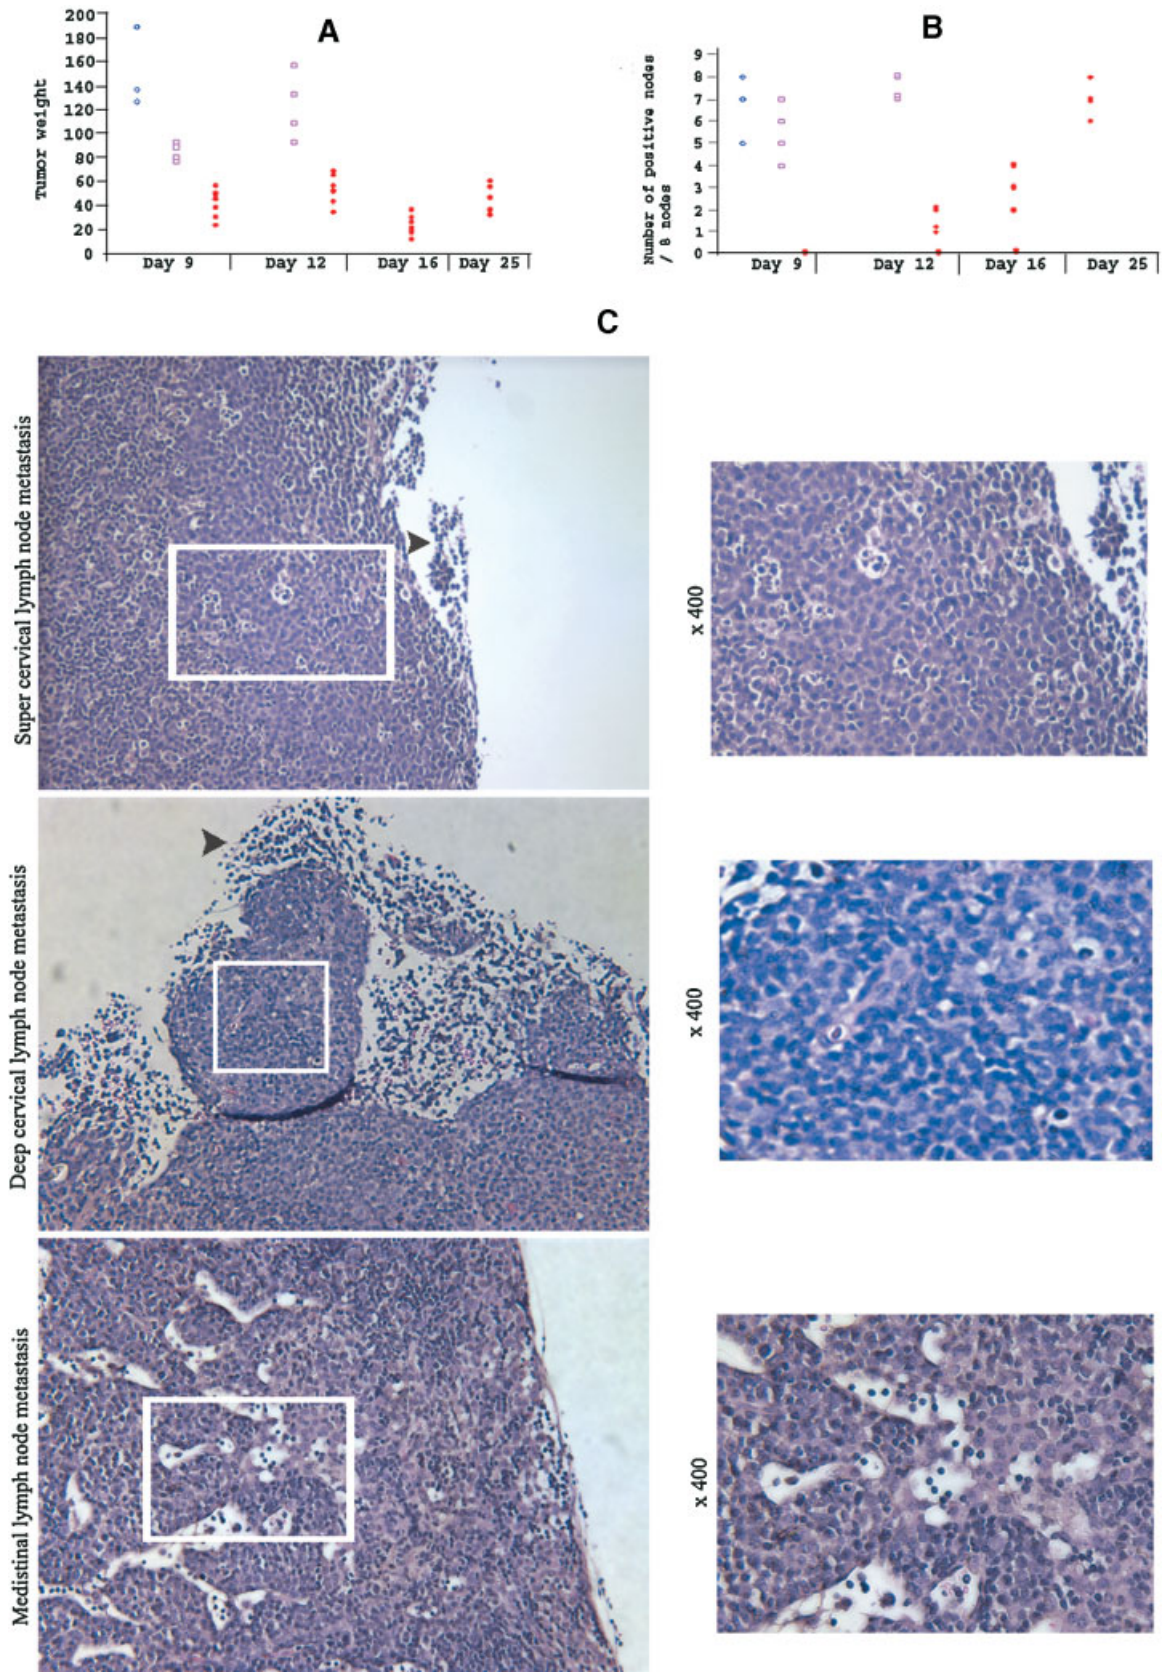 A
200
180
160
140
120
100
80
60
40
20
0
Tumor weight
Day 9 Day 12 Day 16 Day 25
B
9
8
7
6
5
4
3
2
1
0
Number of positive nodes
/ 8 nodes
Day 9 Day 12 Day 16 Day 25
C
Super cervical lymph node metastasis
x 400
Deep cervical lymph node metastasis
x 400
Medistinal lymph node metastasis
x 400